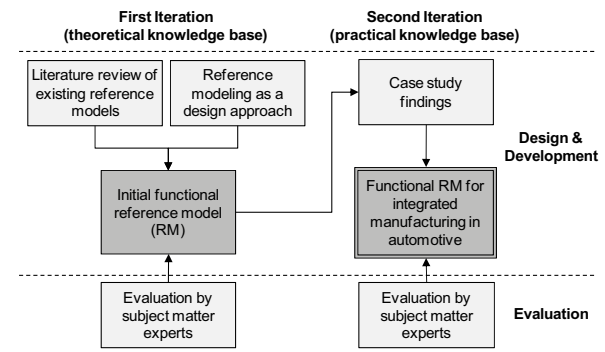 First Iteration
(theoretical knowledge base)
Second Iteration
(practical knowledge base)
Literature review of
existing reference
models
Reference
modeling as a
design approach
Case study
findings
Design &
Development
Initial functional
reference model
(RM)
Functional RM for
integrated
manufacturing in
automotive
Evaluation by
subject matter
experts
Evaluation by
subject matter
experts
Evaluation